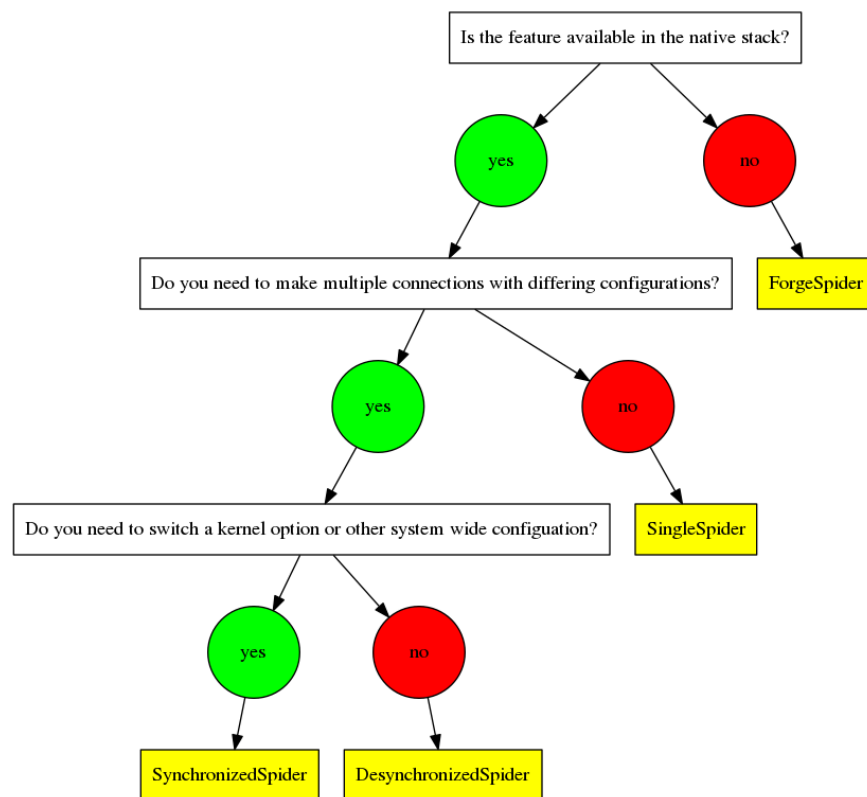 Is the feature available in the native stack?
yes
no
Do you need to make multiple connections with differing configurations?
ForgeSpider
yes
no
Do you need to switch a kernel option or other system wide configuation?
SingleSpider
yes
no
SynchronizedSpider
DesynchronizedSpider